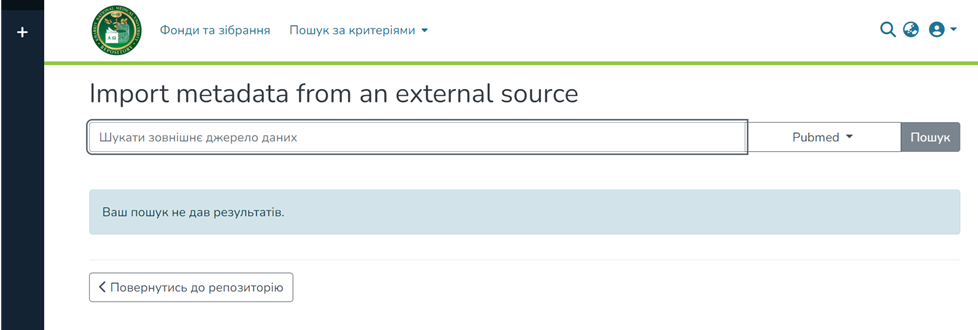 Фонди та зібрання
Пошук за критеріями
Import metadata from an external source
Шукати зовнішнє джерело даних
Pubmed
Пошук
Ваш пошук не дав результатів.
Повернутись до репозиторію